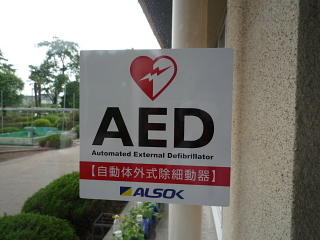 AED
Automated External Defibrillator
【自動体外式除細動器】
ALSOK